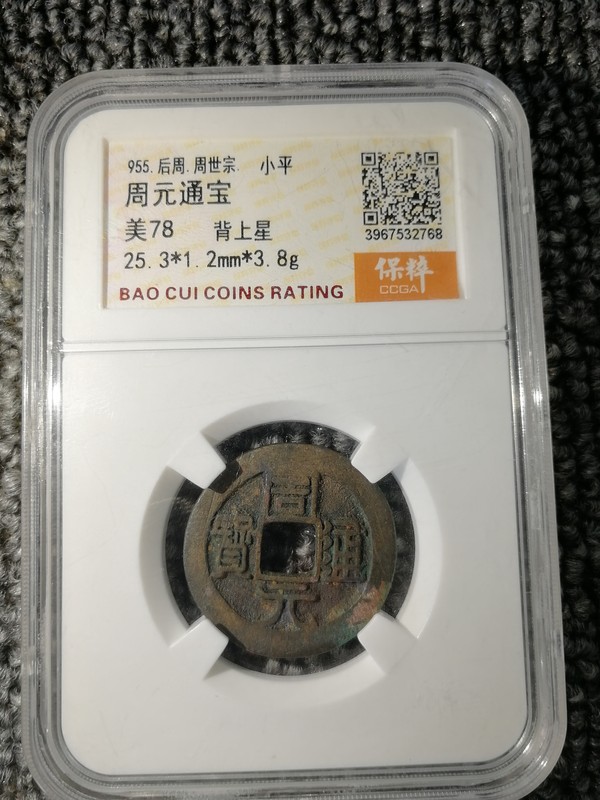 955.后周.周世宗. 小平
周元通宝
美78 背上星
3967532768
25.3*1.2mm*3.8g
保粹
CCGA
BAO CUI COINS RATING
周
寶 通
元